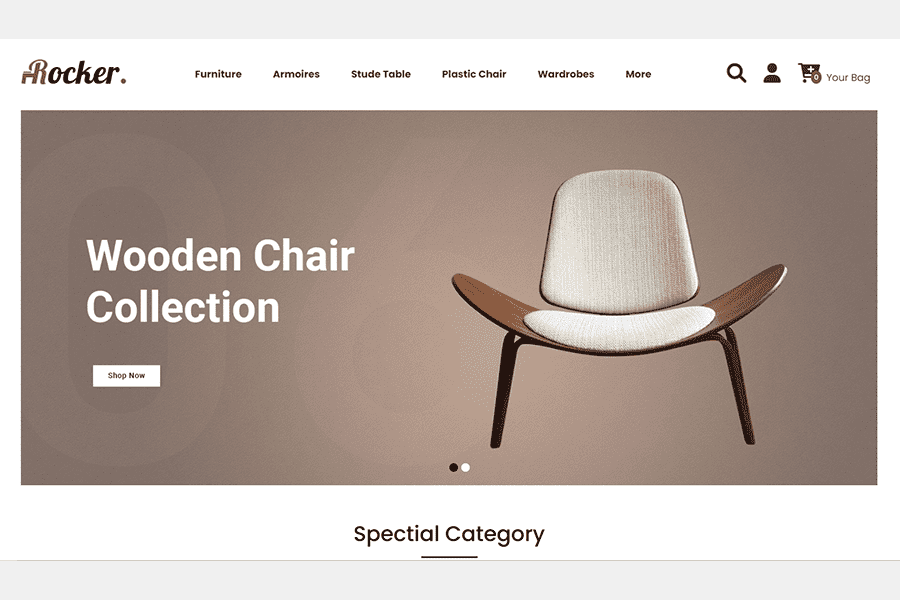 Rocker.
Furniture Armoires Stude Table Plastic Chair Wardrobes More
0 Your Bag
Wooden Chair
Collection
Shop Now
Spectial Category